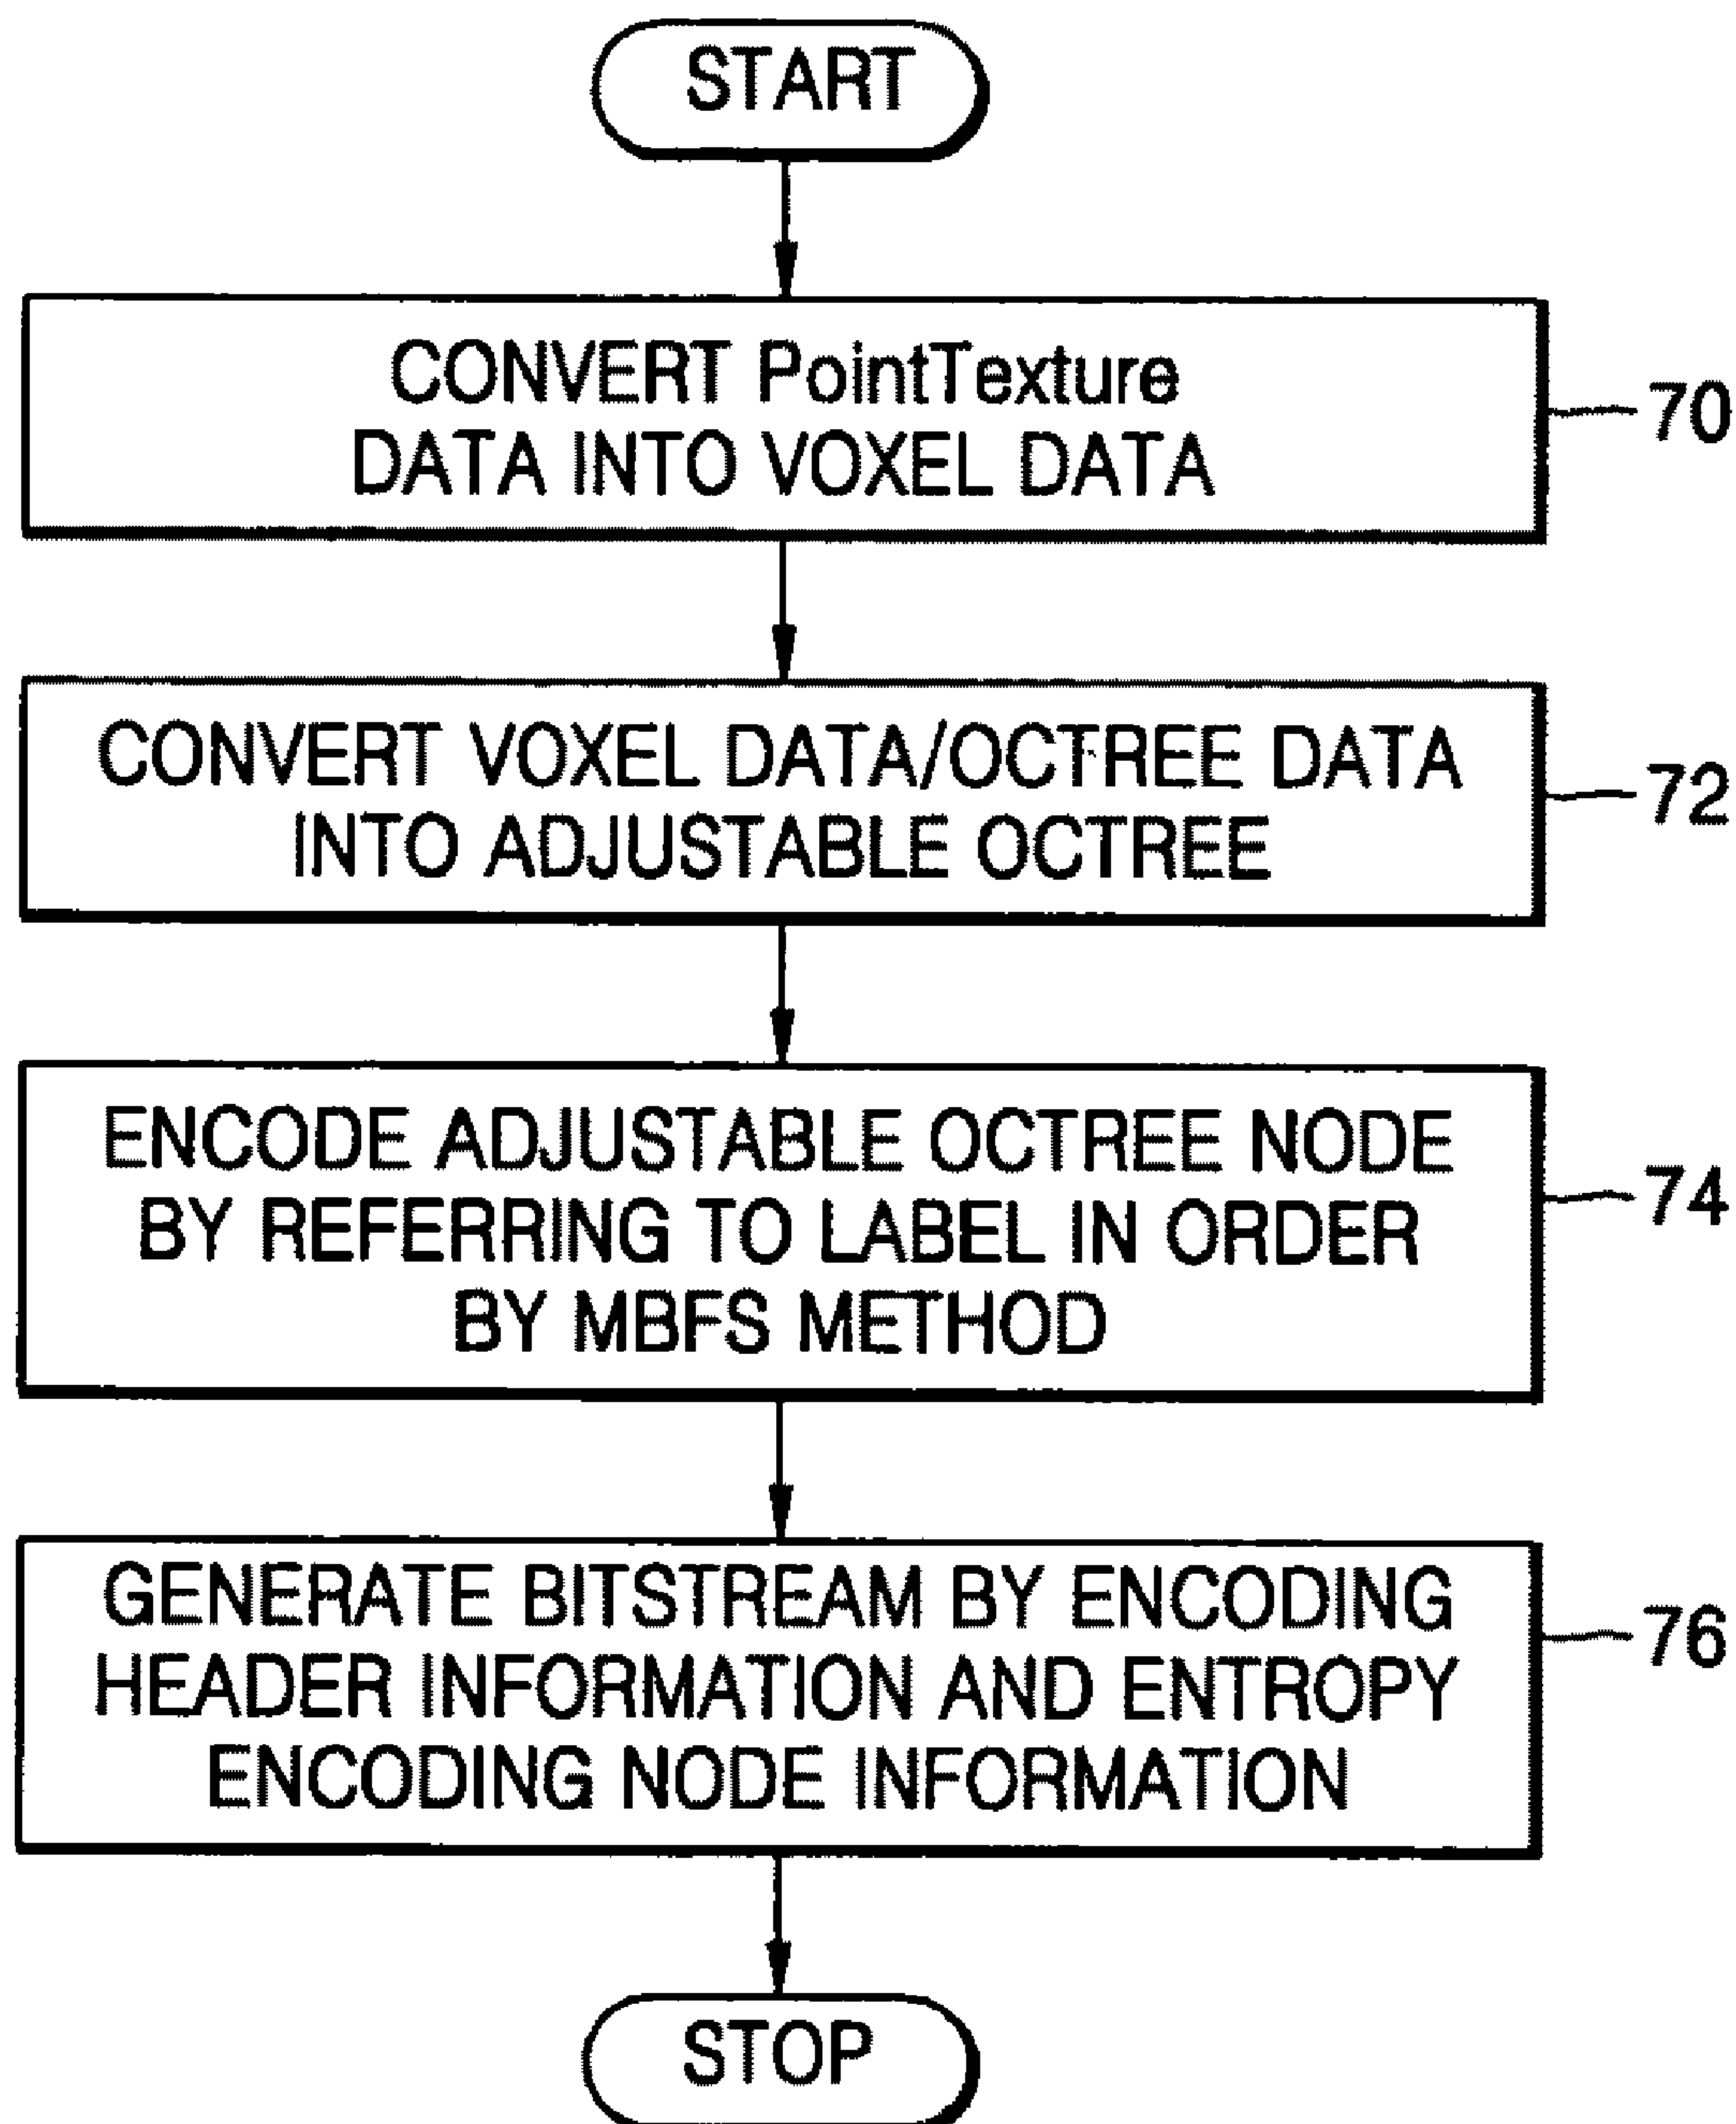 START
CONVERT PointTexture
DATA INTO VOXEL DATA
70
CONVERT VOXEL DATA/OCTREE DATA
INTO ADJUSTABLE OCTREE
72
ENCODE ADJUSTABLE OCTREE NODE
BY REFERRING TO LABEL IN ORDER
BY MBFS METHOD
74
GENERATE BITSTREAM BY ENCODING
HEADER INFORMATION AND ENTROPY
ENCODING NODE INFORMATION
76
STOP